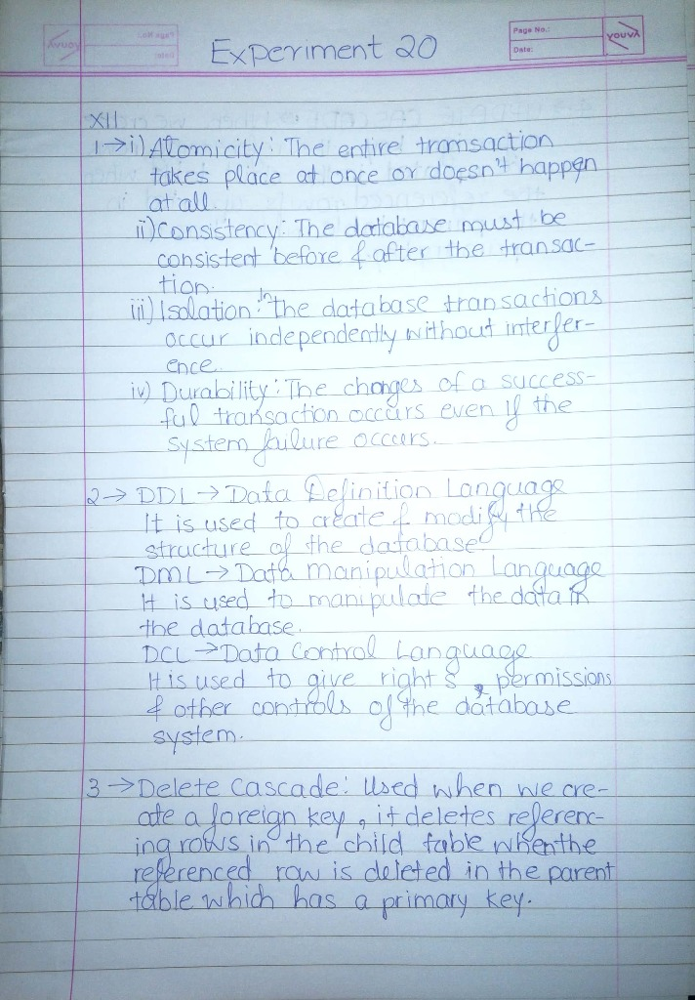 Experiment 20
Page No.:
Date:
YOUVA
XII
1→i) Atomicity: The entire transaction
takes place at once or doesn't happen
at all.
ii) Consistency: The database must be
consistent before & after the transac-
tion.
iii) Isolation: In the database transactions
occur independently without interfer-
ence.
iv) Durability: The changes of a success-
ful transaction occurs even if the
system failure occurs.
2→ DDL → Data Definition Language
It is used to create & modify the
structure of the database.
DML → Data Manipulation Language
It is used to manipulate the data in
the database.
DCL → Data Control Language
It is used to give rights, permissions
& other controls of the database
system.
3 → Delete Cascade: Used when we cre-
ate a foreign key, it deletes referenc-
ing rows in the child table when the
referenced row is deleted in the parent
table which has a primary key.